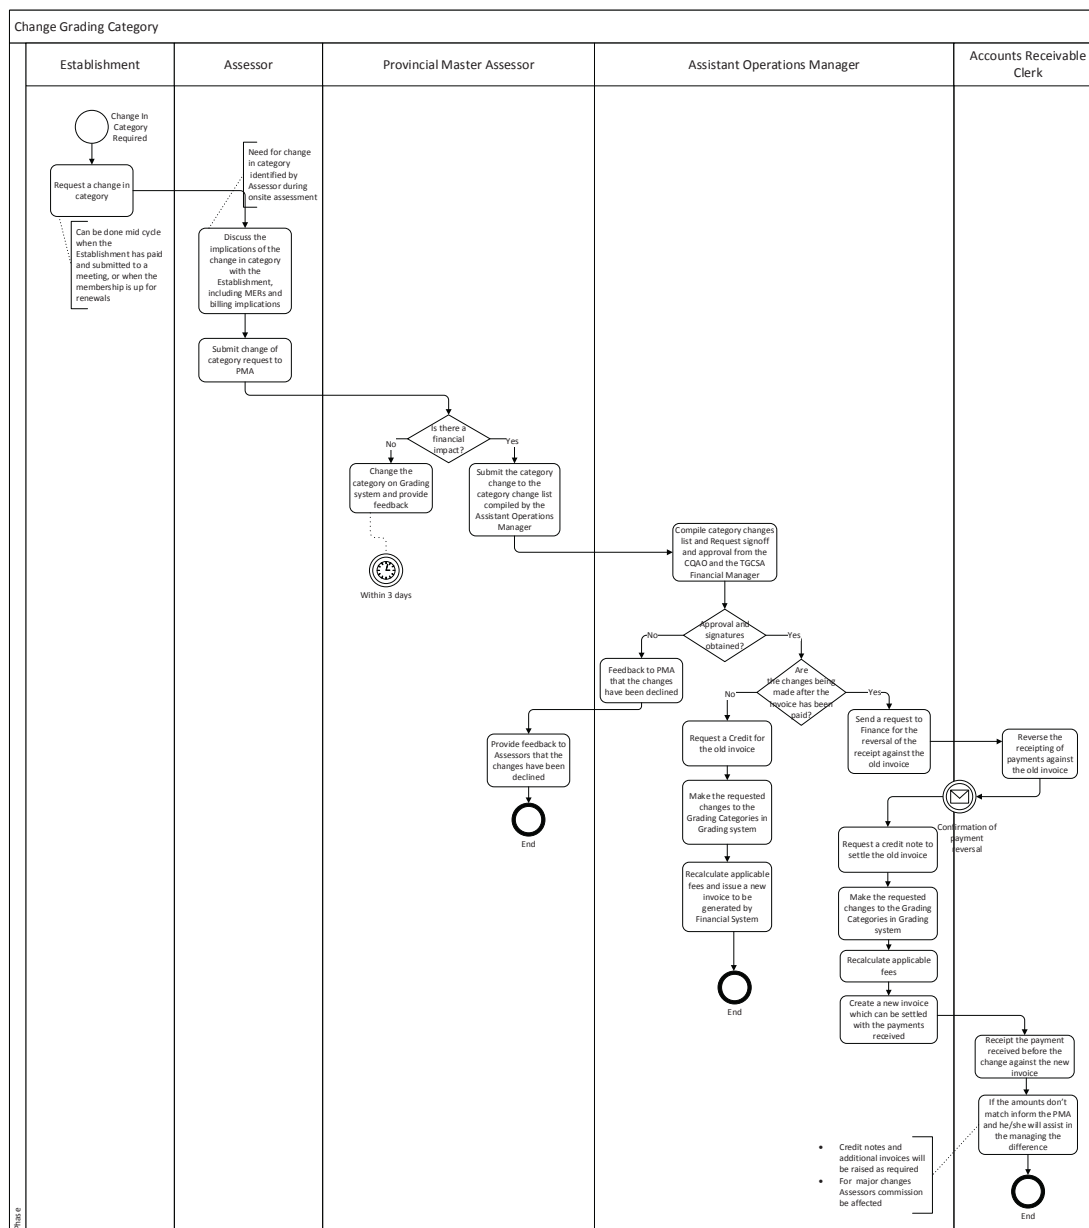 Change Grading Category
Establishment
Assessor
Provincial Master Assessor
Assistant Operations Manager
Accounts Receivable
Clerk
Change In
Category
Required
Request a change in
category
Can be done mid cycle
when the
Establishment has paid
and submitted to a
meeting, or when the
membership is up for
renewals
Need for change
in category
identified by
Assessor during
onsite assessment
Discuss the
implications of the
change in category
with the
Establishment,
including MERs and
billing implications
Submit change of
category request to
PMA
Is there a
financial
impact?
No
Yes
Change the
category on Grading
system and provide
feedback
Within 3 days
Submit the category
change to the
category change list
compiled by the
Assistant Operations
Manager
Compile category changes
list and Request signoff
and approval from the
CQAO and the TGCSA
Financial Manager
Approval and
signatures
obtained?
No
Yes
Feedback to PMA
that the changes
have been declined
Provide feedback to
Assessors that the
changes have been
declined
End
Are
the changes being
made after the
invoice has been
paid?
No
Yes
Request a Credit for
the old invoice
Make the requested
changes to the
Grading Categories in
Grading system
Recalculate applicable
fees and issue a new
invoice to be
generated by
Financial System
End
Send a request to
Finance for the
reversal of the
receipt against the
old invoice
Reverse the
receipting of
payments against
the old invoice
Confirmation of
payment
reversal
Request a credit note to
settle the old invoice
Make the requested
changes to the Grading
Categories in Grading
system
Recalculate applicable
fees
Create a new invoice
which can be settled
with the payments
received
Receipt the payment
received before the
change against the new
invoice
If the amounts don't
match inform the PMA
and he/she will assist in
the managing the
difference
• Credit notes and
additional invoices will
be raised as required
• For major changes
Assessors commission
be affected
End
Phase